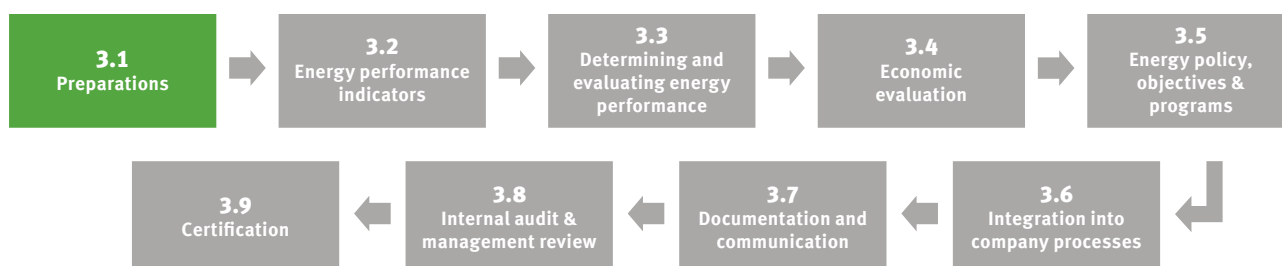 3.1
Preparations
3.2
Energy performance
indicators
3.3
Determining and
evaluating energy
performance
3.4
Economic
evaluation
3.5
Energy policy,
objectives &
programs
3.6
Integration into
company processes
3.7
Documentation and
communication
3.8
Internal audit &
management review
3.9
Certification